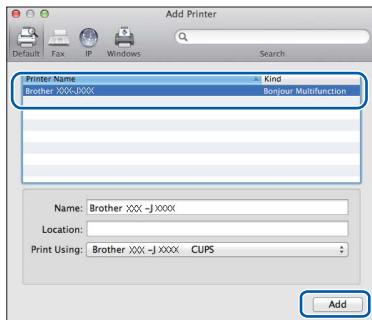 Add Printer
Default Fax IP Windows Search
Printer Name Kind
Brother XXX-JXXX Bonjour Multifunction
Name: Brother XXX -J XXXX
Location:
Print Using: Brother XXX -J XXXX CUPS
Add